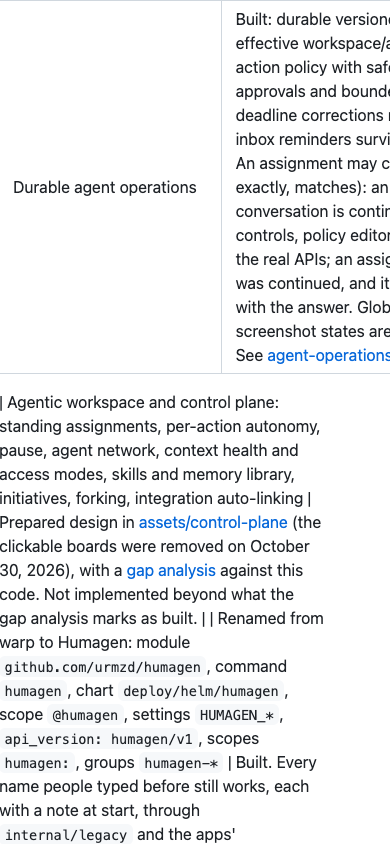 Built: durable version
effective workspace/a
action policy with saf
approvals and bounde
deadline corrections
inbox reminders survi
Durable agent operations
An assignment may c
exactly, matches): an
conversation is contin
controls, policy editor
the real APIs; an assig
was continued, and it
with the answer. Glob
screenshot states are
See agent-operations
| Agentic workspace and control plane:
standing assignments, per-action autonomy,
pause, agent network, context health and
access modes, skills and memory library,
initiatives, forking, integration auto-linking |
Prepared design in assets/control-plane (the
clickable boards were removed on October
30, 2026), with a gap analysis against this
code. Not implemented beyond what the
gap analysis marks as built. | | Renamed from
warp to Humagen: module
github.com/urmzd/humagen , command
humagen , chart deploy/helm/humagen ,
scope @humagen , settings HUMAGEN_* ,
api_version: humagen/v1 , scopes
humagen: , groups humagen-* | Built. Every
name people typed before still works, each
with a note at start, through
internal/legacy and the apps'